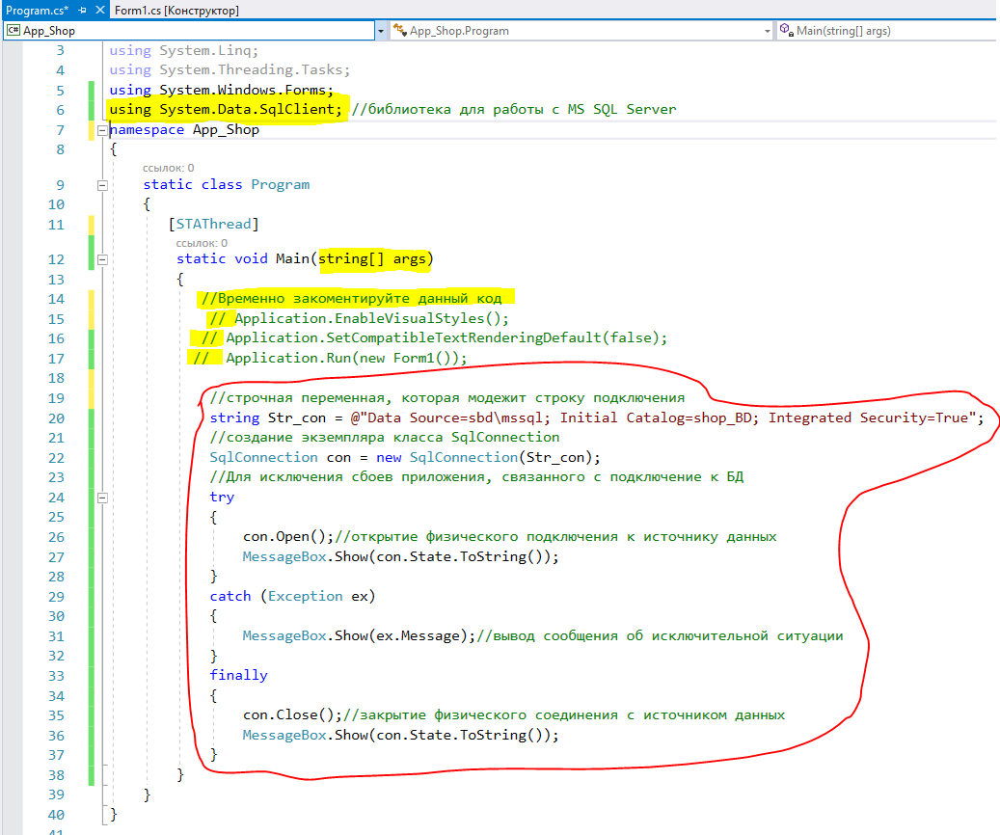 Program.cs*
Form1.cs [Конструктор]
C# App_Shop
App_Shop.Program
Main(string[] args)
3 using System.Linq;
4 using System.Threading.Tasks;
5 using System.Windows.Forms;
6 using System.Data.SqlClient; //библиотека для работы с MS SQL Server
7 namespace App_Shop
8 {
ссылок: 0
9 static class Program
10 {
11 [STAThread]
ссылок: 0
12 static void Main(string[] args)
13 {
14 //Временно закоментируйте данный код
15 // Application.EnableVisualStyles();
16 // Application.SetCompatibleTextRenderingDefault(false);
17 // Application.Run(new Form1());
18
19 //строчная переменная, которая модежит строку подключения
20 string Str_con = @"Data Source=sbd\mssql; Initial Catalog=shop_BD; Integrated Security=True";
21 //создание экземпляра класса SqlConnection
22 SqlConnection con = new SqlConnection(Str_con);
23 //Для исключения сбоев приложения, связанного с подключение к БД
24 try
25 {
26 con.Open();//открытие физического подключения к источнику данных
27 MessageBox.Show(con.State.ToString());
28 }
29 catch (Exception ex)
30 {
31 MessageBox.Show(ex.Message);//вывод сообщения об исключительной ситуации
32 }
33 finally
34 {
35 con.Close();//закрытие физического соединения с источником данных
36 MessageBox.Show(con.State.ToString());
37 }
38 }
39 }
40 }
41